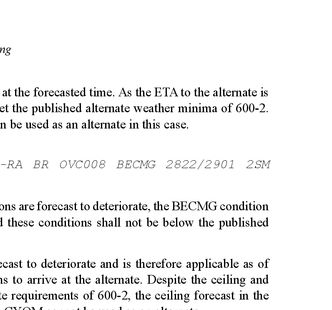 ng
at the forecasted time. As the ETA to the alternate is
et the published alternate weather minima of 600-2.
n be used as an alternate in this case.
-RA BR OVC008 BECMG 2822/2901 2SM
ons are forecast to deteriorate, the BECMG condition
d these conditions shall not be below the published
ecast to deteriorate and is therefore applicable as of
ns to arrive at the alternate. Despite the ceiling and
te requirements of 600-2, the ceiling forecast in the